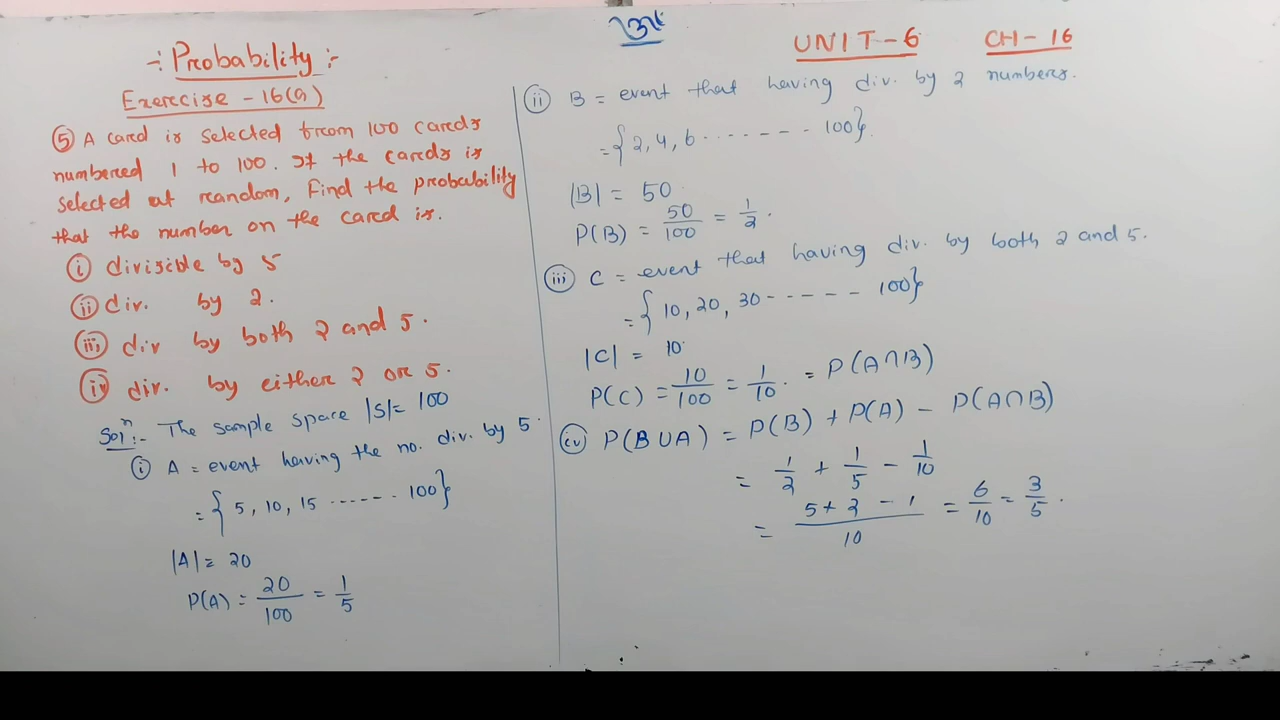 -: Probability :-
Exercise - 16(a)
⑤ A card is selected from 100 cards
numbered 1 to 100. If the cards is
selected at random, Find the probability
that the number on the card is.
(i) divisible by 5
(ii) div. by 2.
(iii) div by both 2 and 5.
(iv) div. by either 2 or 5.
Solⁿ:- The sample space |S| = 100
(i) A = event having the no. div. by 5.
= {5, 10, 15 ...... 100}
|A| = 20
P(A) = 20/100 = 1/5
UNIT-6 CH-16
(ii) B = event that having div. by 2 numbers.
= {2, 4, 6 ....... 100}.
|B| = 50
P(B) = 50/100 = 1/2.
(iii) C = event that having div. by both 2 and 5.
= {10, 20, 30 ----- 100}
|C| = 10
P(C) = 10/100 = 1/10. = P(A∩B)
(iv) P(B∪A) = P(B) + P(A) - P(A∩B)
= 1/2 + 1/5 - 1/10
= (5+2-1)/10 = 6/10 = 3/5.